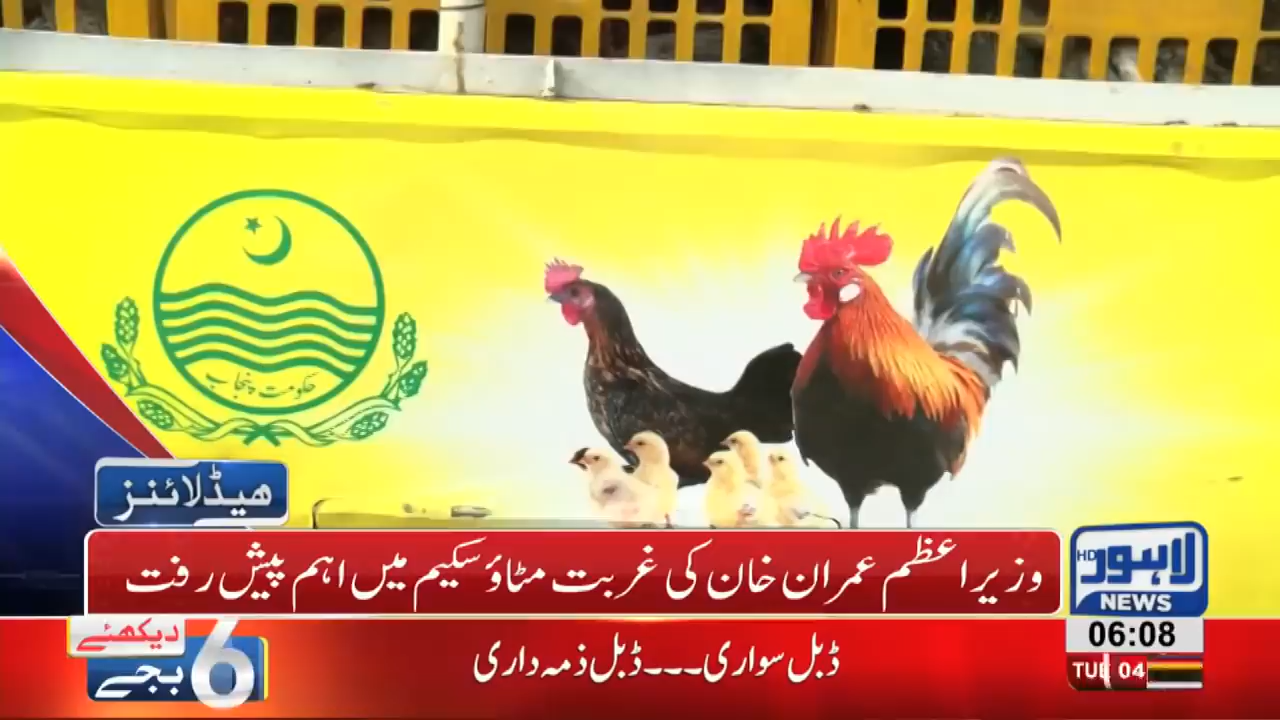 حکومت پنجاب
ھیڈلائنز
وزیراعظم عمران خان کی غربت مٹاؤ سکیم میں اہم پیش رفت
HD
لاہور
NEWS
06:08
TUE 04
دیکھئے
6 بجے
ڈبل سواری۔۔۔ڈبل ذمہ داری